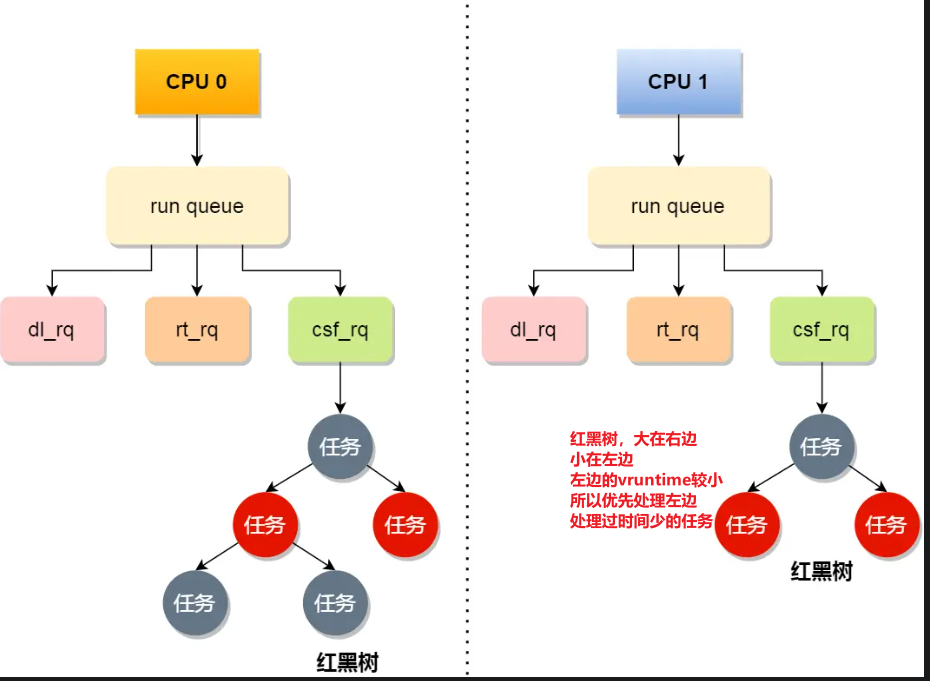 CPU 0
run queue
dl_rq
rt_rq
csf_rq
任务
任务
任务
任务
任务
红黑树
CPU 1
run queue
dl_rq
rt_rq
csf_rq
红黑树，大在右边
小在左边
左边的vruntime较小
所以优先处理左边
处理过时间少的任务
任务
任务
任务
红黑树